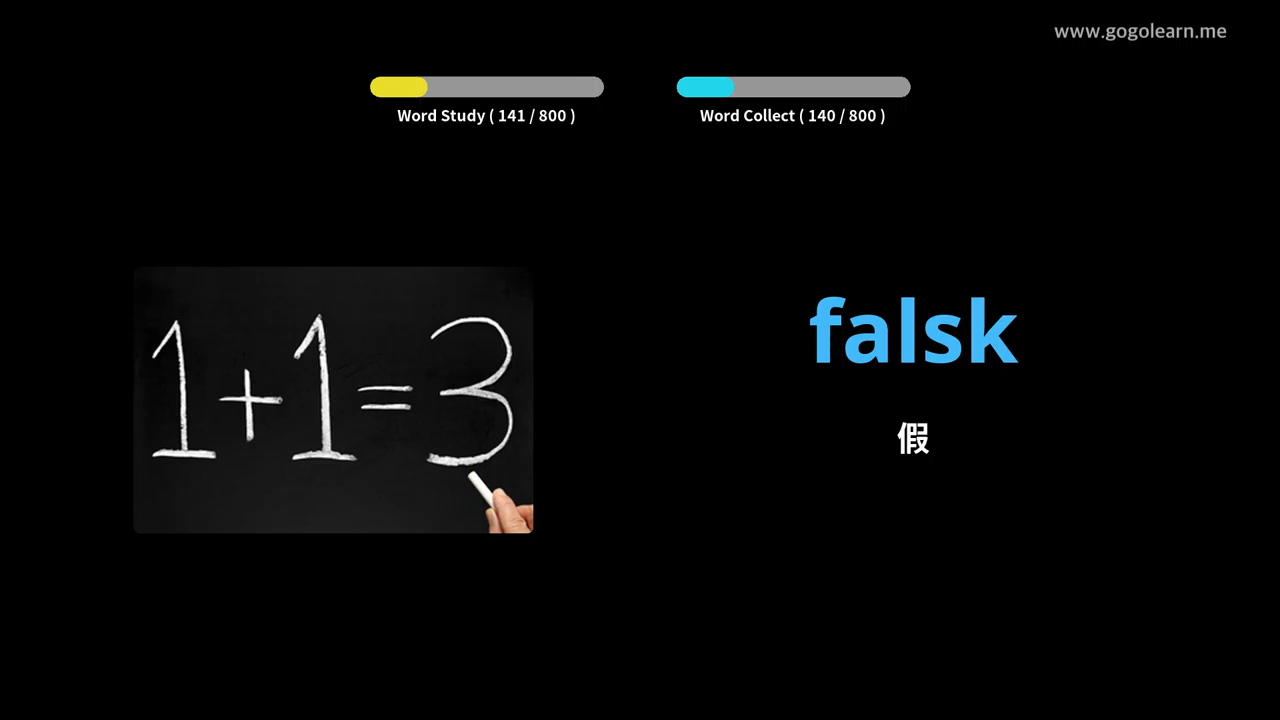 www.gogolearn.me
Word Study ( 141 / 800 )
Word Collect ( 140 / 800 )
1+1=3
falsk
假